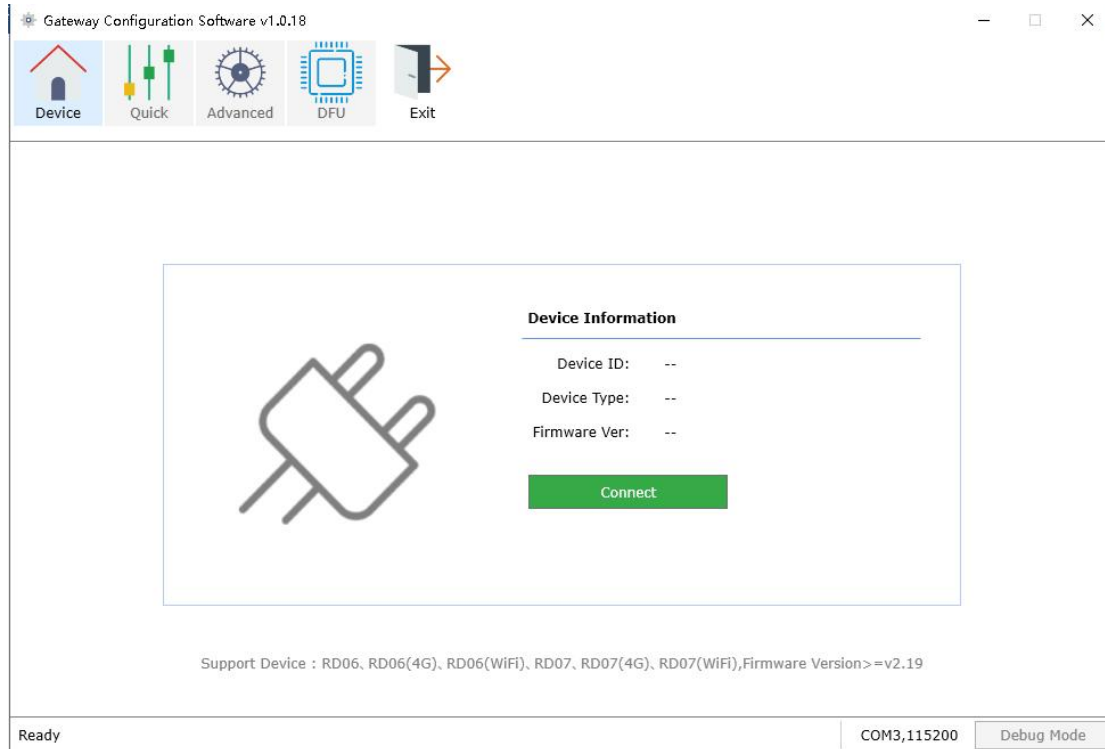 Gateway Configuration Software v1.0.18
Device
Quick
Advanced
DFU
Exit
Device Information
Device ID: --
Device Type: --
Firmware Ver: --
Connect
Support Device : RD06、RD06(4G)、RD06(WiFi)、RD07、RD07(4G)、RD07(WiFi),Firmware Version>=v2.19
Ready
COM3,115200
Debug Mode